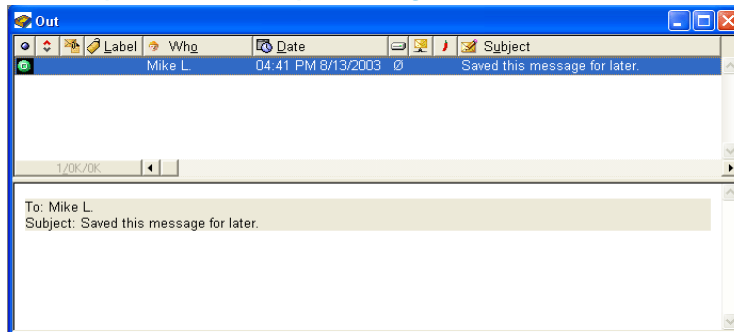 Out
Label Who Date Subject
Mike L. 04:41 PM 8/13/2003 Ø Saved this message for later.
1/0K/0K
To: Mike L.
Subject: Saved this message for later.